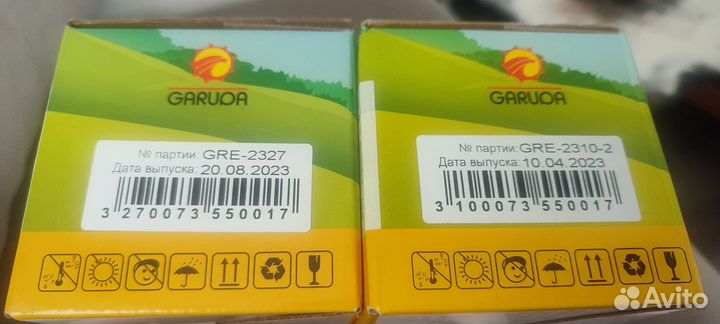 GARUDA
№ партии: GRE-2327
Дата выпуска: 20.08.2023
3 270073 550017
GARUDA
№ партии: GRE-2310-2
Дата выпуска: 10.04.2023
3 100073 550017
Avito